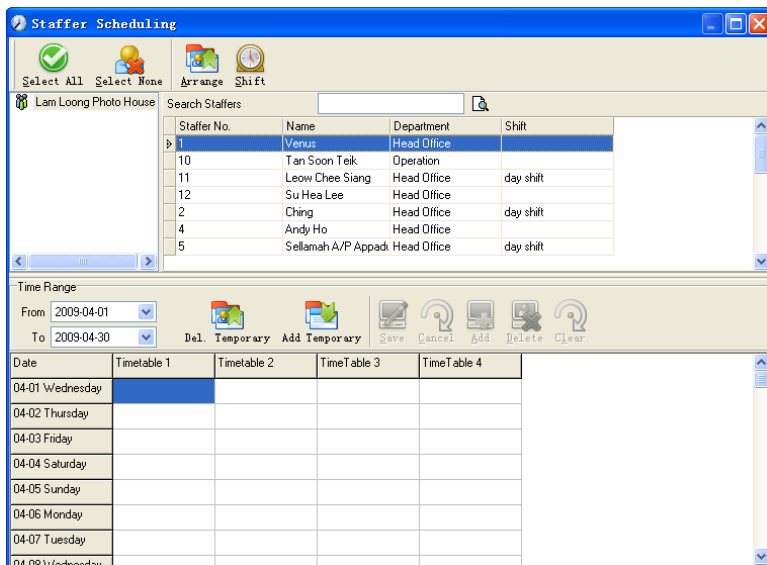 Staffer Scheduling
Select All Select None Arrange Shift
Lam Loong Photo House
Search Staffers
Staffer No. Name Department Shift
1 Venus Head Office
10 Tan Soon Teik Operation
11 Leow Chee Siang Head Office day shift
12 Su Hea Lee Head Office
2 Ching Head Office day shift
4 Andy Ho Head Office
5 Sellamah A/P Appadu Head Office day shift
Time Range
From 2009-04-01
To 2009-04-30
Del. Temporary Add Temporary Save Cancel Add Delete Clear
Date Timetable 1 Timetable 2 TimeTable 3 TimeTable 4
04-01 Wednesday
04-02 Thursday
04-03 Friday
04-04 Saturday
04-05 Sunday
04-06 Monday
04-07 Tuesday
04-08 Wednesday